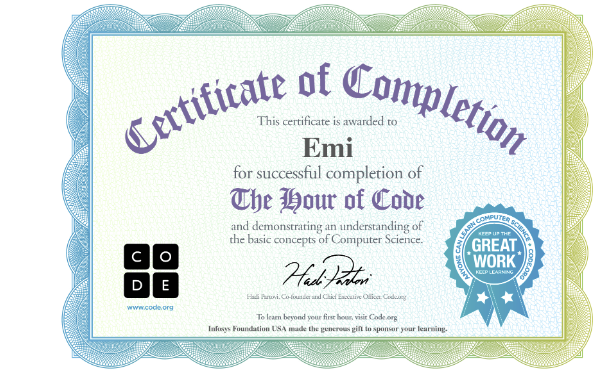 Certificate of Completion
This certificate is awarded to
Emi
for successful completion of
The Hour of Code
and demonstrating an understanding of
the basic concepts of Computer Science.
C O
D E
www.code.org
Hadi Partovi
Hadi Partovi, Co-founder and Chief Executive Officer, Code.org
ANYONE CAN LEARN COMPUTER SCIENCE • CODE.ORG •
KEEP UP THE
GREAT
WORK
KEEP LEARNING
To learn beyond your first hour, visit Code.org
Infosys Foundation USA made the generous gift to sponsor your learning.